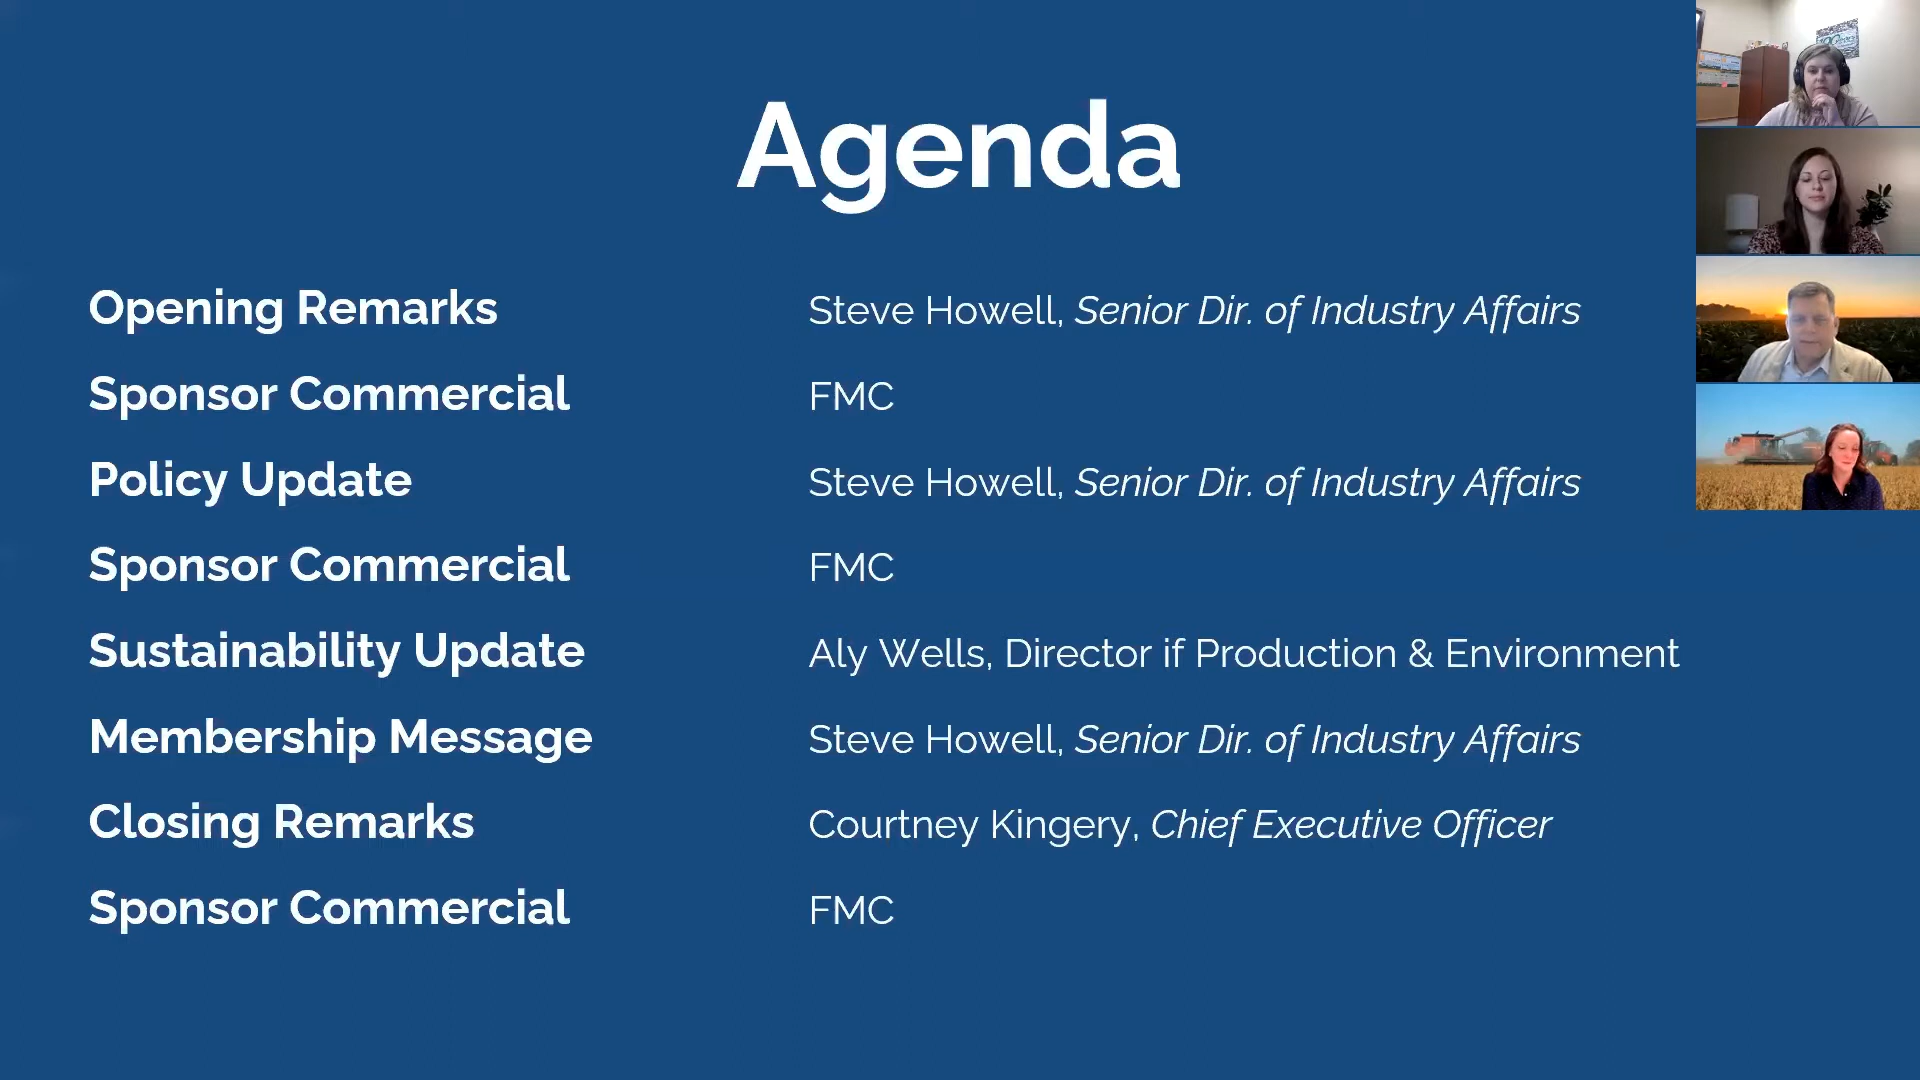 Agenda
Opening Remarks Steve Howell, Senior Dir. of Industry Affairs
Sponsor Commercial FMC
Policy Update Steve Howell, Senior Dir. of Industry Affairs
Sponsor Commercial FMC
Sustainability Update Aly Wells, Director if Production & Environment
Membership Message Steve Howell, Senior Dir. of Industry Affairs
Closing Remarks Courtney Kingery, Chief Executive Officer
Sponsor Commercial FMC